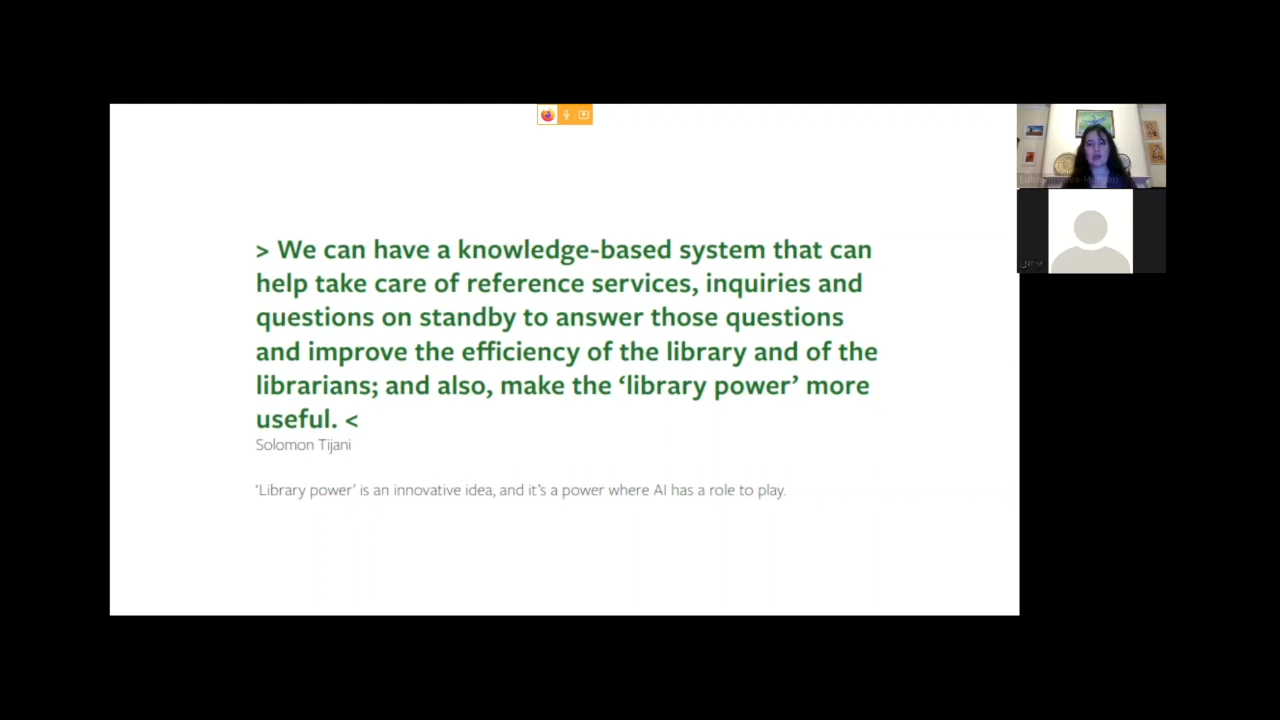 > We can have a knowledge-based system that can
help take care of reference services, inquiries and
questions on standby to answer those questions
and improve the efficiency of the library and of the
librarians; and also, make the ‘library power’ more
useful. <
Solomon Tijani
‘Library power’ is an innovative idea, and it’s a power where AI has a role to play.